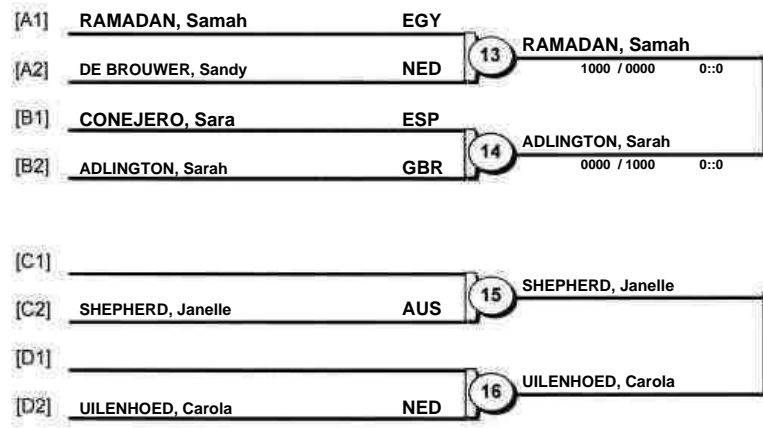 [A1] RAMADAN, Samah EGY
13 RAMADAN, Samah
[A2] DE BROUWER, Sandy NED
1000 / 0000 0::0
[B1] CONEJERO, Sara ESP
14 ADLINGTON, Sarah
[B2] ADLINGTON, Sarah GBR
0000 / 1000 0::0
[C1]
15 SHEPHERD, Janelle
[C2] SHEPHERD, Janelle AUS
[D1]
16 UILENHOED, Carola
[D2] UILENHOED, Carola NED